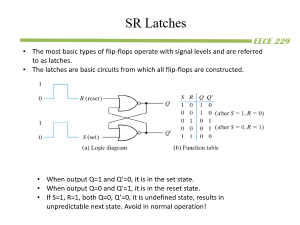 SR Latches
EECE 229
• The most basic types of flip-flops operate with signal levels and are referred
to as latches.
• The latches are basic circuits from which all flip-flops are constructed.
1
0
R (reset)
Q
1
0
S (set)
Q'
(a) Logic diagram
S R Q Q'
1 0 1 0
0 0 1 0 (after S = 1, R = 0)
0 1 0 1
0 0 0 1 (after S = 0, R = 1)
1 1 0 0
(b) Function table
• When output Q=1 and Q'=0, it is in the set state.
• When output Q=0 and Q'=1, it is in the reset state.
• If S=1, R=1, both Q=0, Q'=0, it is undefined state, results in
unpredictable next state. Avoid in normal operation!